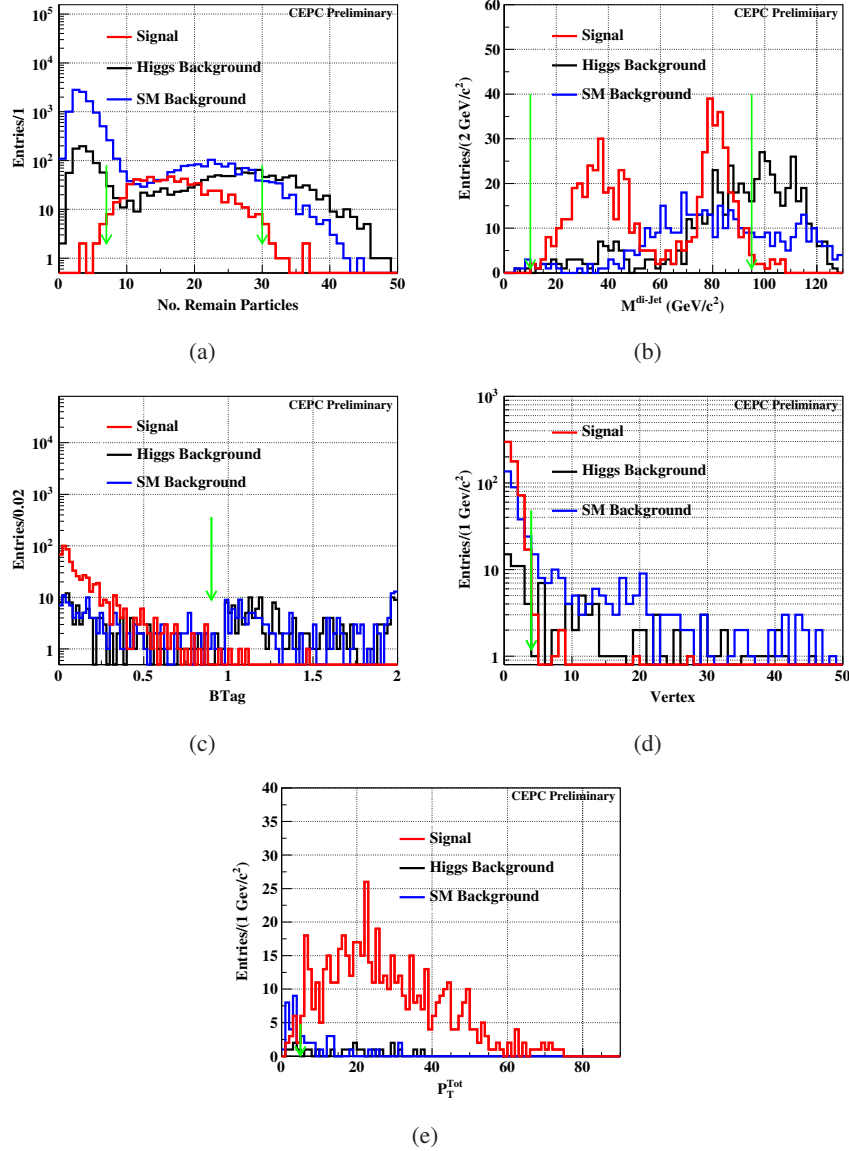 CEPC Preliminary
10^5
10^4
10^3
10^2
10
1
Entries/1
Signal
Higgs Background
SM Background
0 10 20 30 40 50
No. Remain Particles
(a)
CEPC Preliminary
60
50
40
30
20
10
0
Entries/(2 GeV/c^2)
Signal
Higgs Background
SM Background
0 20 40 60 80 100 120
M^di-Jet (GeV/c^2)
(b)
CEPC Preliminary
10^4
10^3
10^2
10
1
Entries/0.02
Signal
Higgs Background
SM Background
0 0.5 1 1.5 2
BTag
(c)
CEPC Preliminary
10^3
10^2
10
1
Entries/(1 Gev/c^2)
Signal
Higgs Background
SM Background
0 10 20 30 40 50
Vertex
(d)
CEPC Preliminary
40
35
30
25
20
15
10
5
0
Entries/(1 Gev/c^2)
Signal
Higgs Background
SM Background
0 20 40 60 80
P_T^Tot
(e)